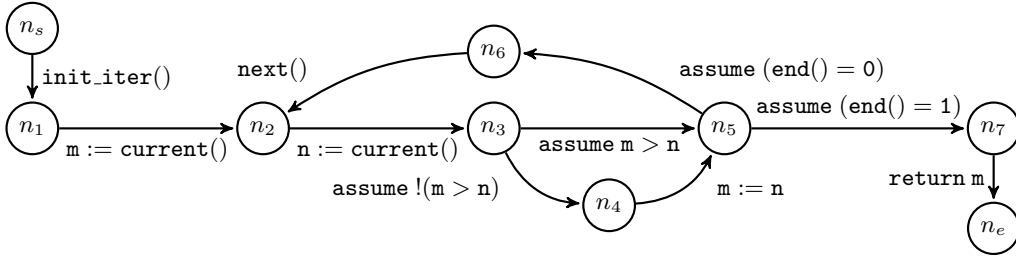 n_s
init_iter()
n_6
next()
assume (end() = 0)
assume (end() = 1)
n_1
n_2
n_3
n_5
n_7
m := current()
n := current()
assume m > n
assume !(m > n)
n_4
m := n
return m
n_e